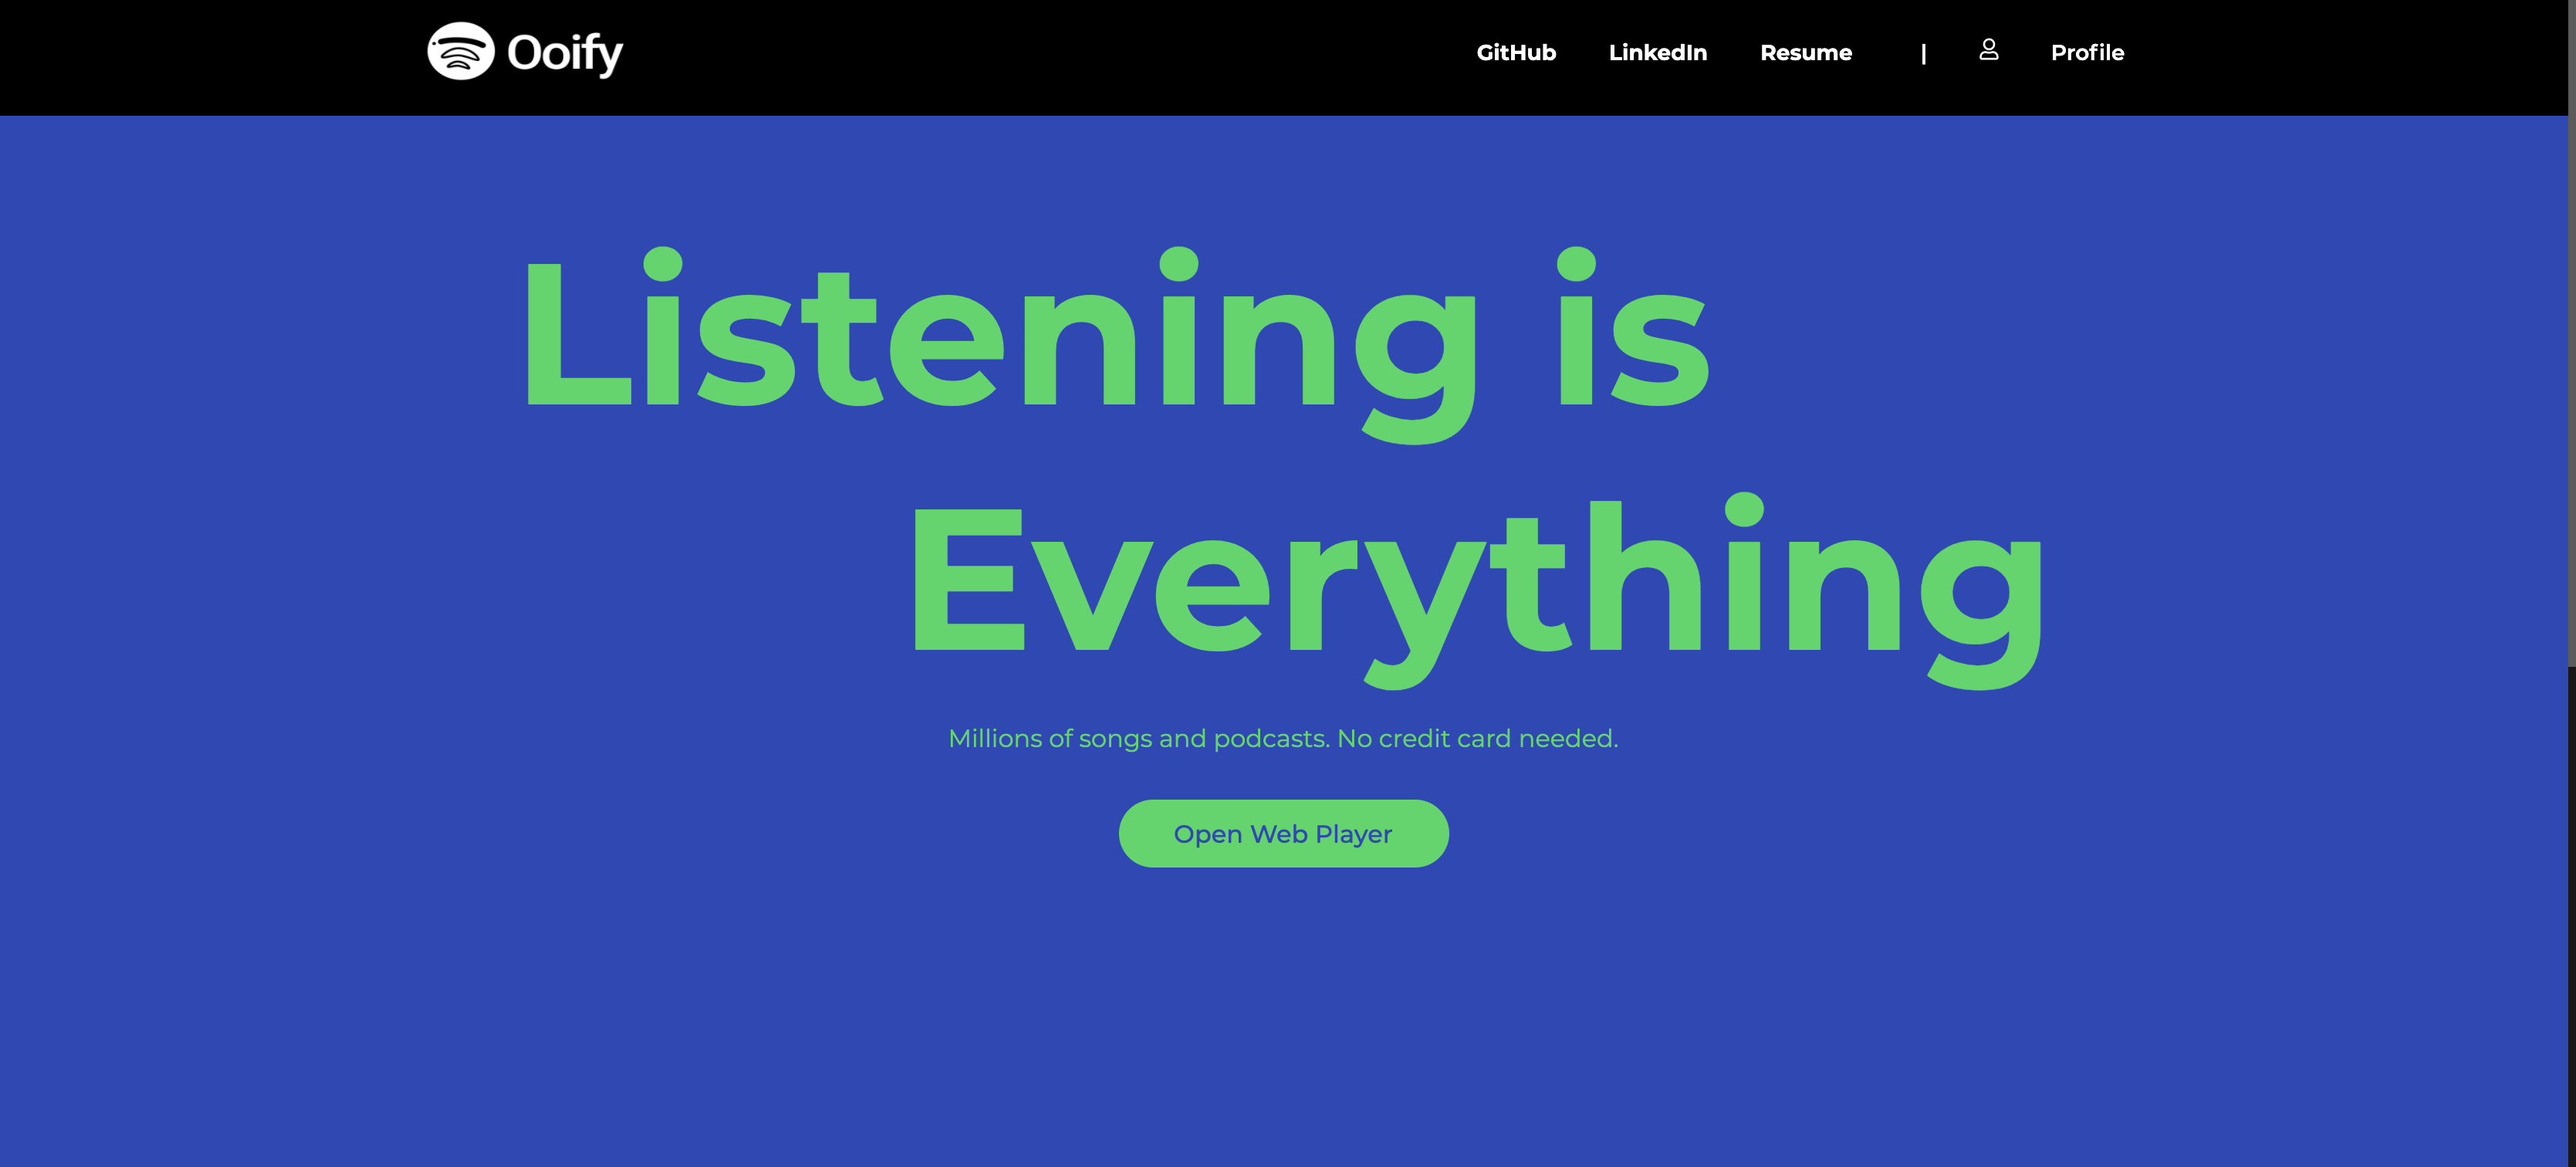 Ooify
GitHub LinkedIn Resume | Profile
Listening is
Everything
Millions of songs and podcasts. No credit card needed.
Open Web Player